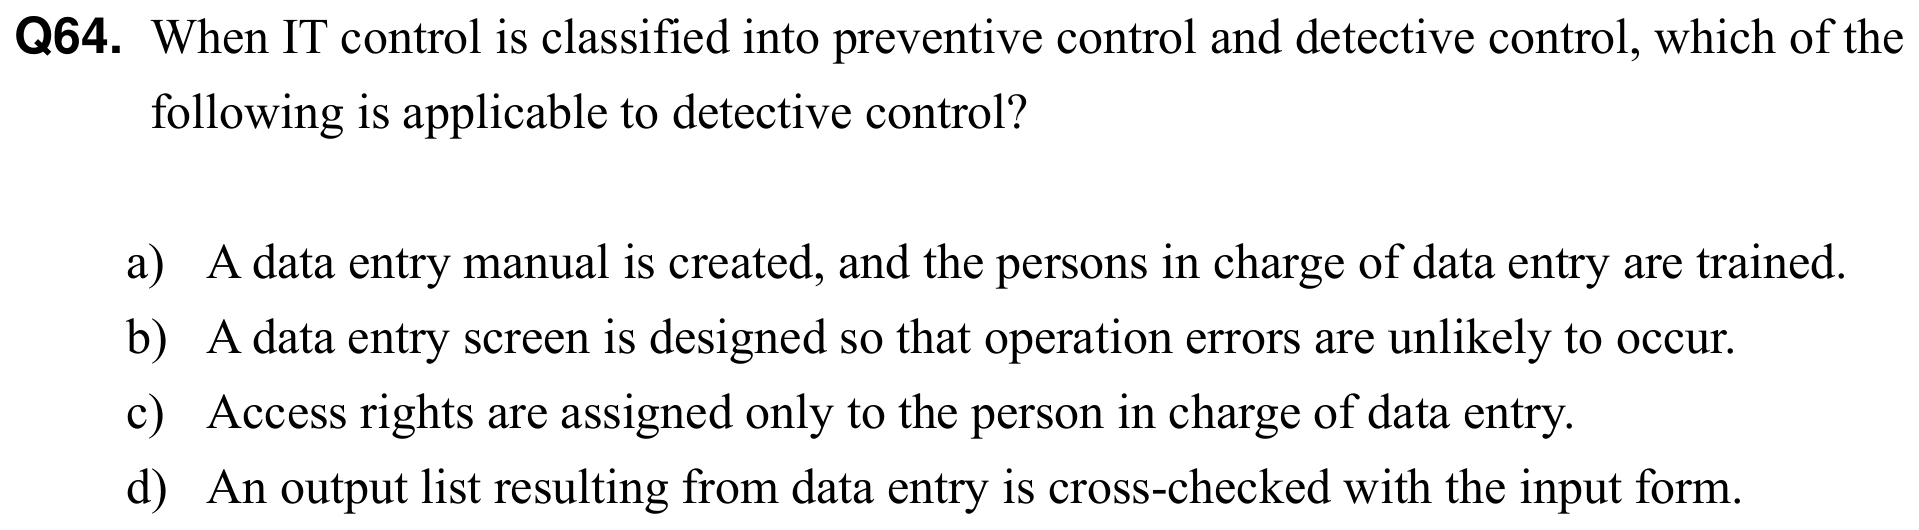 Q64. When IT control is classified into preventive control and detective control, which of the
following is applicable to detective control?
a) A data entry manual is created, and the persons in charge of data entry are trained.
b) A data entry screen is designed so that operation errors are unlikely to occur.
c) Access rights are assigned only to the person in charge of data entry.
d) An output list resulting from data entry is cross-checked with the input form.